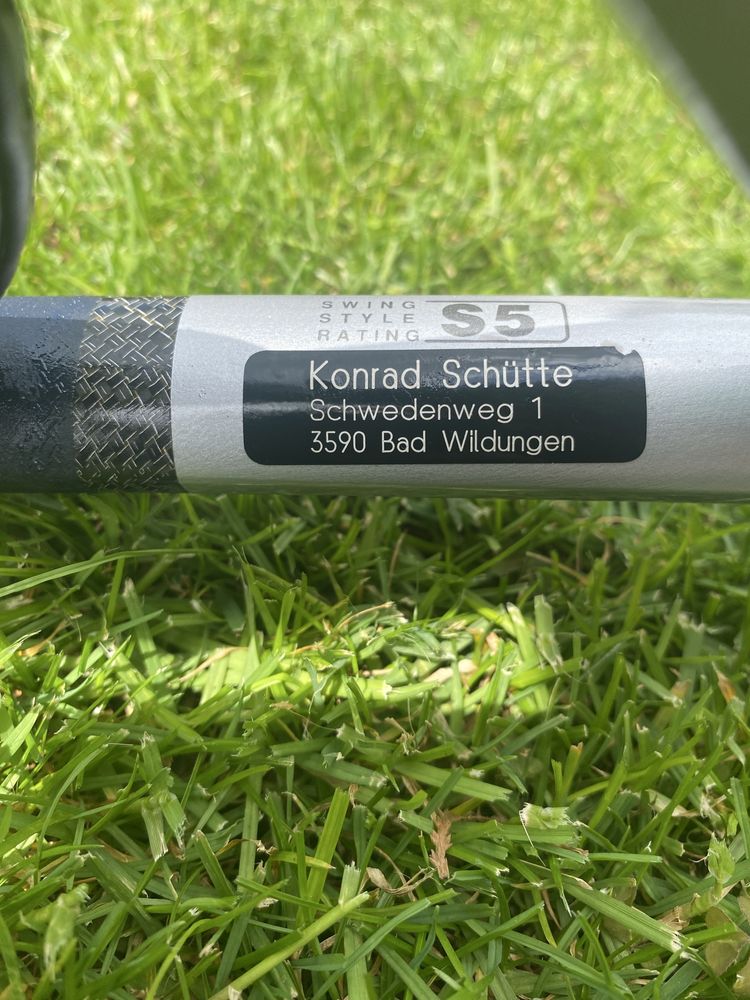 SWING
STYLE
RATING
S5
Konrad Schütte
Schwedenweg 1
3590 Bad Wildungen